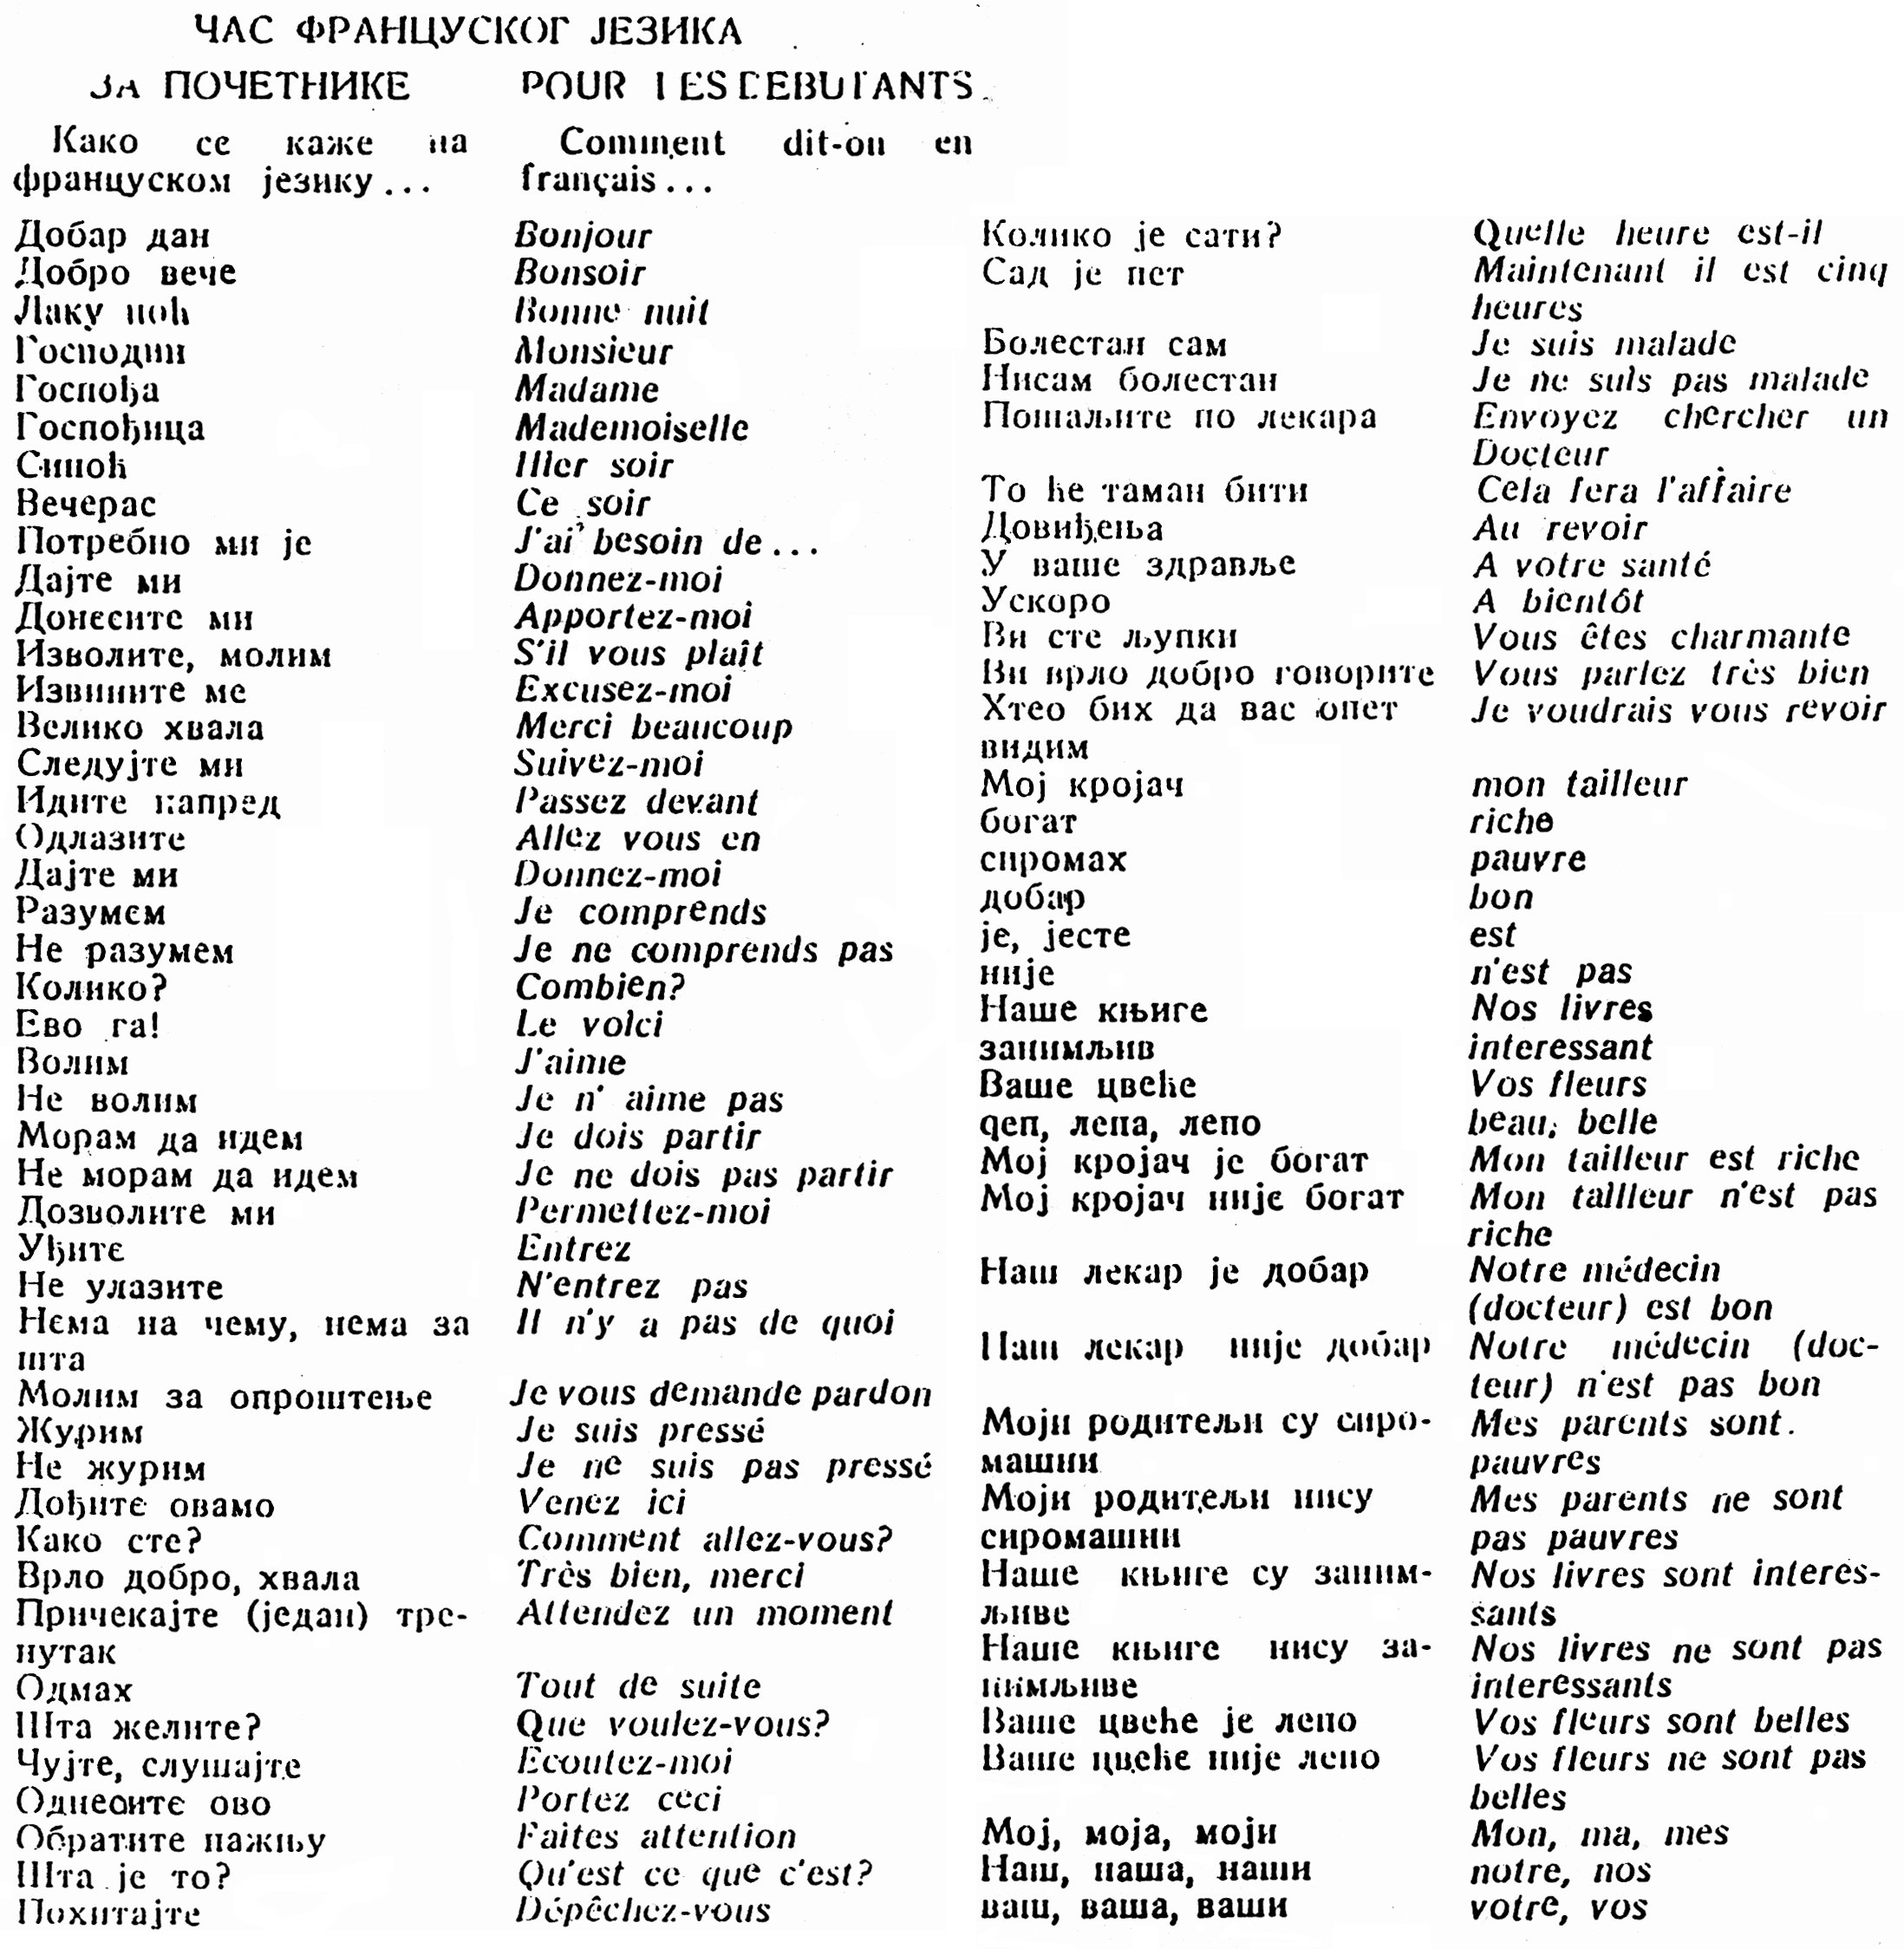 ЧАС ФРАНЦУСКОГ ЈЕЗИКА
ЗА ПОЧЕТНИКЕ POUR LES DEBUTANTS
Како се каже на
француском језику...
Comment dit-on en
français...
Добар дан Bonjour
Добро вече Bonsoir
Лаку ноћ Bonne nuit
Господин Monsieur
Госпођа Madame
Госпођица Mademoiselle
Синоћ Hier soir
Вечерас Ce soir
Потребно ми је J'ai besoin de...
Дајте ми Donnez-moi
Донесите ми Apportez-moi
Изволите, молим S'il vous plaît
Извините ме Excusez-moi
Велико хвала Merci beaucoup
Следујте ми Suivez-moi
Идите напред Passez devant
Одлазите Allez vous en
Дајте ми Donnez-moi
Разумем Je comprends
Не разумем Je ne comprends pas
Колико? Combien?
Ево га! Le voici
Волим J'aime
Не волим Je n' aime pas
Морам да идем Je dois partir
Не морам да идем Je ne dois pas partir
Дозволите ми Permettez-moi
Уђите Entrez
Не улазите N'entrez pas
Нема на чему, нема за Il n'y a pas de quoi
шта
Молим за опроштење Je vous demande pardon
Журим Je suis pressé
Не журим Je ne suis pas pressé
Дођите овамо Venez ici
Како сте? Comment allez-vous?
Врло добро, хвала Très bien, merci
Причекајте (један) тре- Attendez un moment
нутак
Одмах Tout de suite
Шта желите? Que voulez-vous?
Чујте, слушајте Ecoutez-moi
Однесите ово Portez ceci
Обратите пажњу Faites attention
Шта је то? Qu'est ce que c'est?
Похитајте Dépêchez-vous
Колико је сати? Quelle heure est-il
Сад је пет Maintenant il est cinq
heures
Болестан сам Je suis malade
Нисам болестан Je ne suis pas malade
Пошаљите по лекара Envoyez chercher un
Docteur
То ће таман бити Cela fera l'affaire
Довиђења Au revoir
У ваше здравље A votre santé
Ускоро A bientôt
Ви сте љупки Vous êtes charmante
Ви врло добро говорите Vous parlez très bien
Хтео бих да вас опет Je voudrais vous revoir
видим
Мој кројач mon tailleur
богат riche
сиромах pauvre
добар bon
је, јесте est
није n'est pas
Наше књиге Nos livres
занимљив interessant
Ваше цвеће Vos fleurs
леп, лепа, лепо beau, belle
Мој кројач је богат Mon tailleur est riche
Мој кројач није богат Mon tailleur n'est pas
riche
Наш лекар је добар Notre médecin
(docteur) est bon
Наш лекар није добар Notre médecin (doc-
teur) n'est pas bon
Моји родитељи су сиро- Mes parents sont.
машни pauvres
Моји родитељи нису Mes parents ne sont
сиромашни pas pauvres
Наше књиге су заним- Nos livres sont interes-
љиве sants
Наше књиге нису за- Nos livres ne sont pas
нимљиве interessants
Ваше цвеће је лепо Vos fleurs sont belles
Ваше цвеће није лепо Vos fleurs ne sont pas
belles
Мој, моја, моји Mon, ma, mes
Наш, наша, наши notre, nos
ваш, ваша, ваши votre, vos